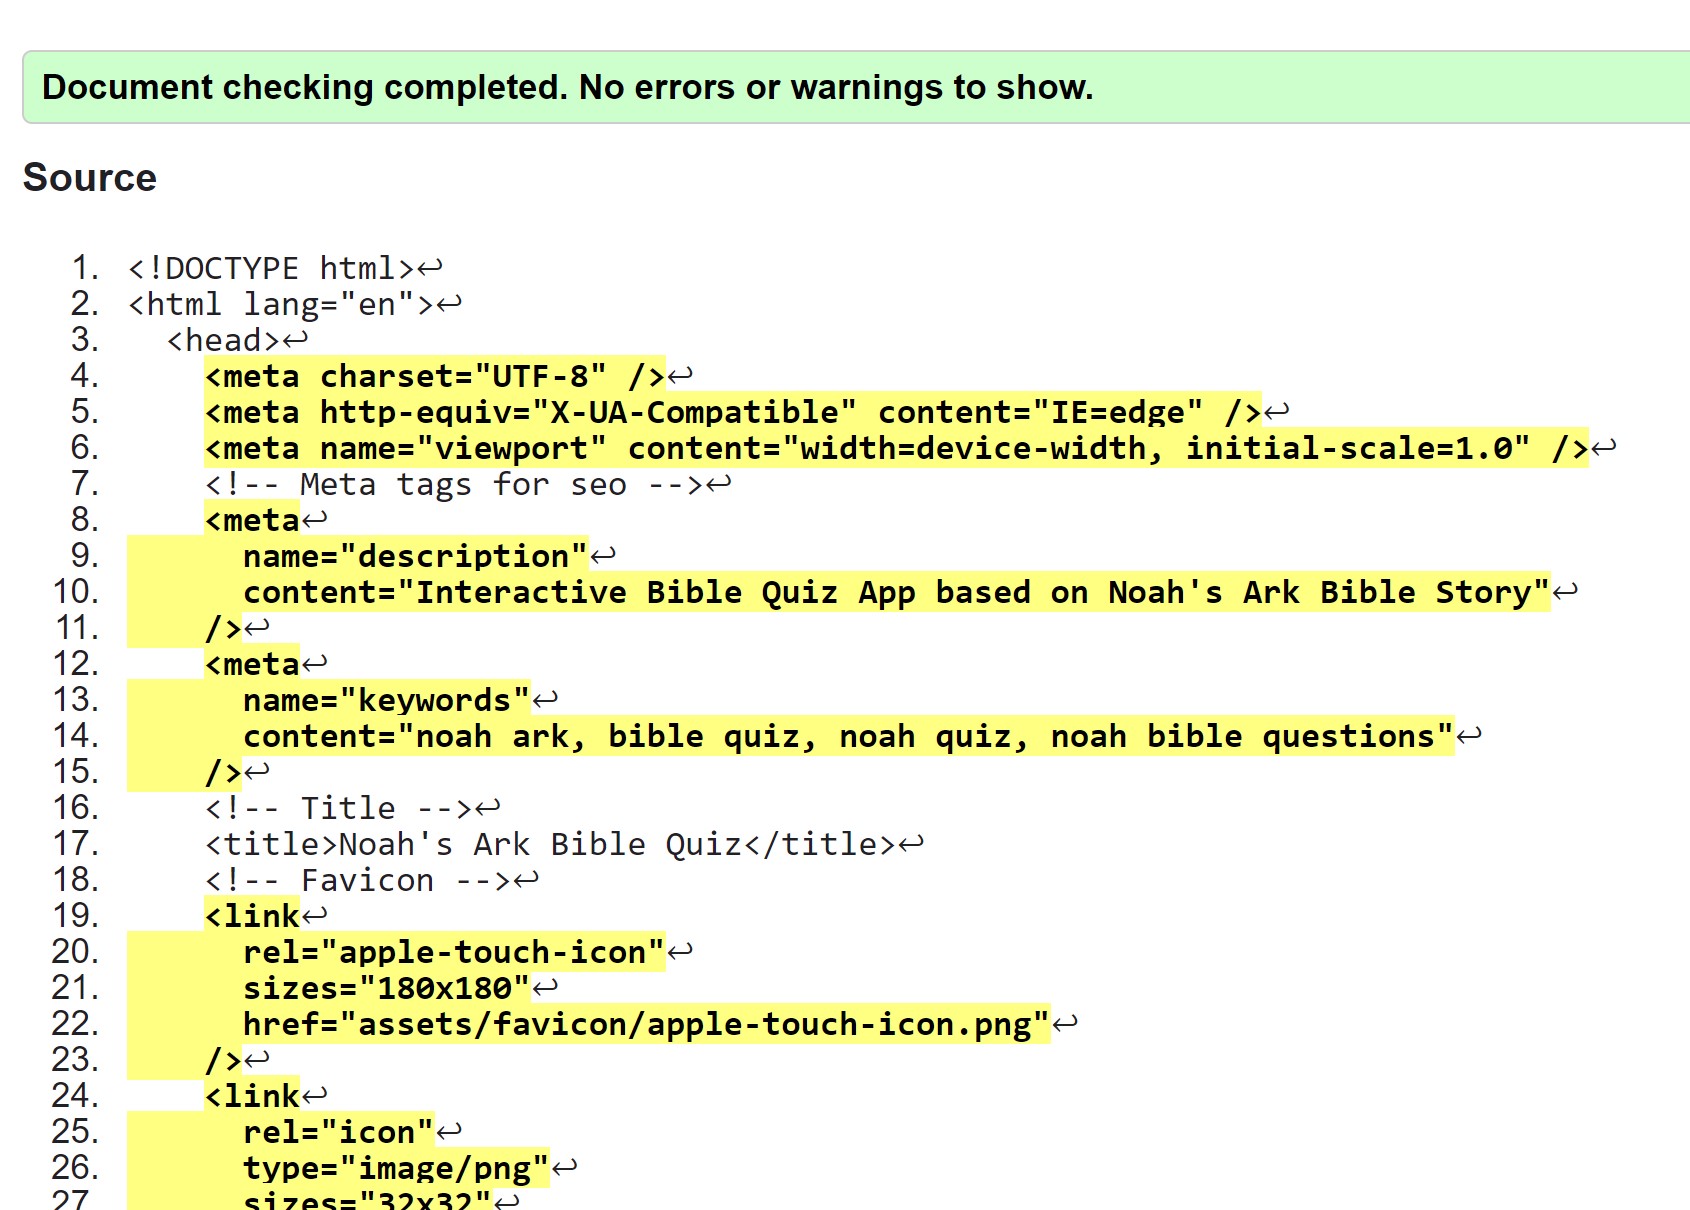 Document checking completed. No errors or warnings to show.
Source
1. <!DOCTYPE html>↩
2. <html lang="en">↩
3. <head>↩
4. <meta charset="UTF-8" />↩
5. <meta http-equiv="X-UA-Compatible" content="IE=edge" />↩
6. <meta name="viewport" content="width=device-width, initial-scale=1.0" />↩
7. <!-- Meta tags for seo -->↩
8. <meta↩
9. name="description"↩
10. content="Interactive Bible Quiz App based on Noah's Ark Bible Story"↩
11. />↩
12. <meta↩
13. name="keywords"↩
14. content="noah ark, bible quiz, noah quiz, noah bible questions"↩
15. />↩
16. <!-- Title -->↩
17. <title>Noah's Ark Bible Quiz</title>↩
18. <!-- Favicon -->↩
19. <link↩
20. rel="apple-touch-icon"↩
21. sizes="180x180"↩
22. href="assets/favicon/apple-touch-icon.png"↩
23. />↩
24. <link↩
25. rel="icon"↩
26. type="image/png"↩
27. sizes="32x32"↩